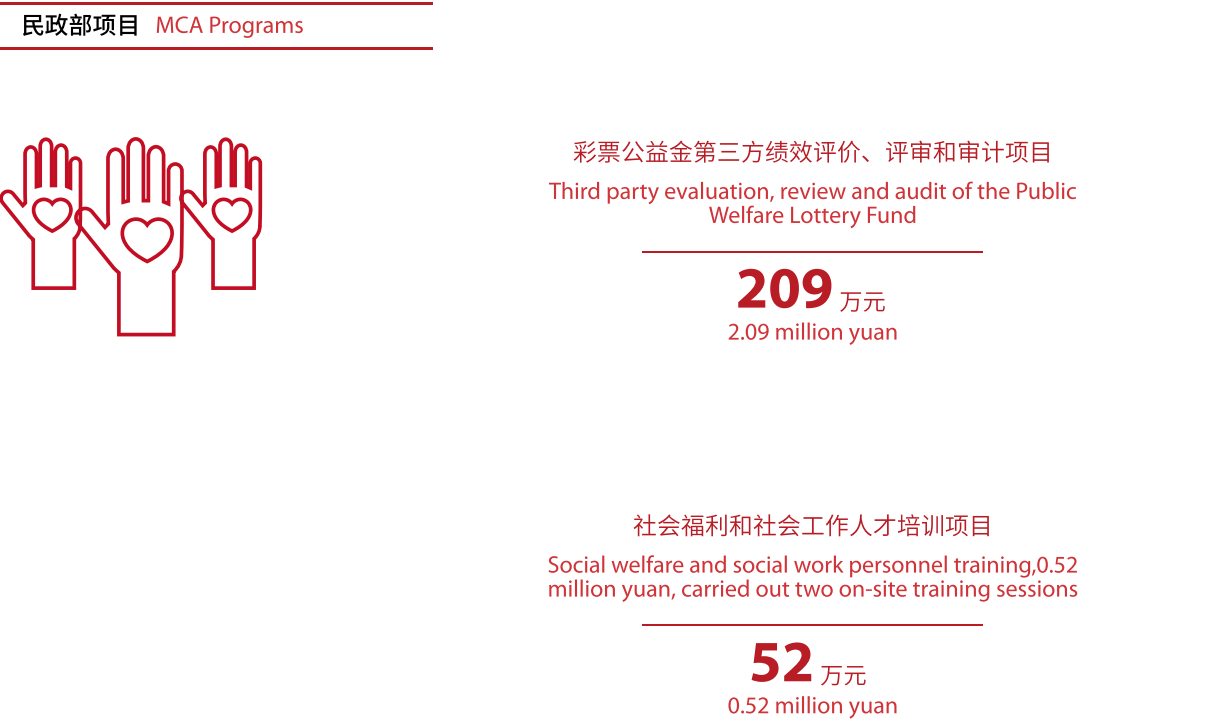 民政部项目 MCA Programs
彩票公益金第三方绩效评价、评审和审计项目
Third party evaluation, review and audit of the Public
Welfare Lottery Fund
209 万元
2.09 million yuan
社会福利和社会工作人才培训项目
Social welfare and social work personnel training,0.52
million yuan, carried out two on-site training sessions
52 万元
0.52 million yuan